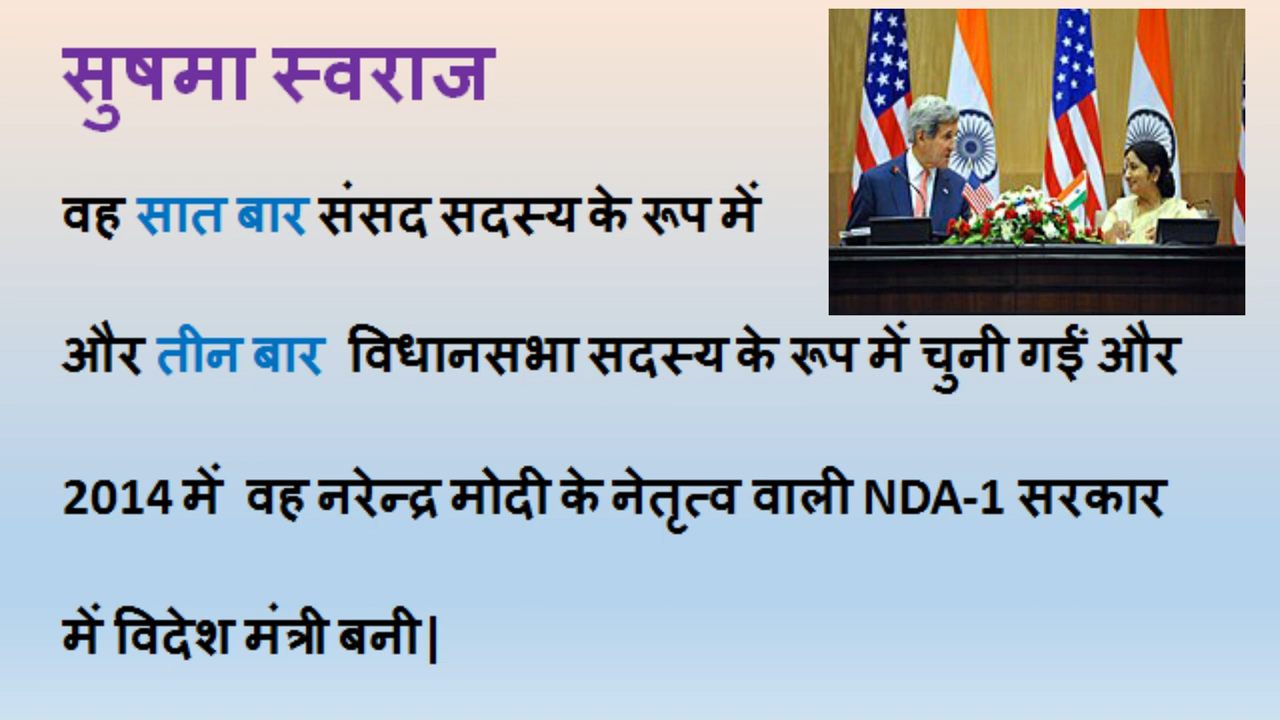 सुषमा स्वराज
वह सात बार संसद सदस्य के रूप में
और तीन बार विधानसभा सदस्य के रूप में चुनी गईं और
2014 में वह नरेन्द्र मोदी के नेतृत्व वाली NDA-1 सरकार
में विदेश मंत्री बनी|